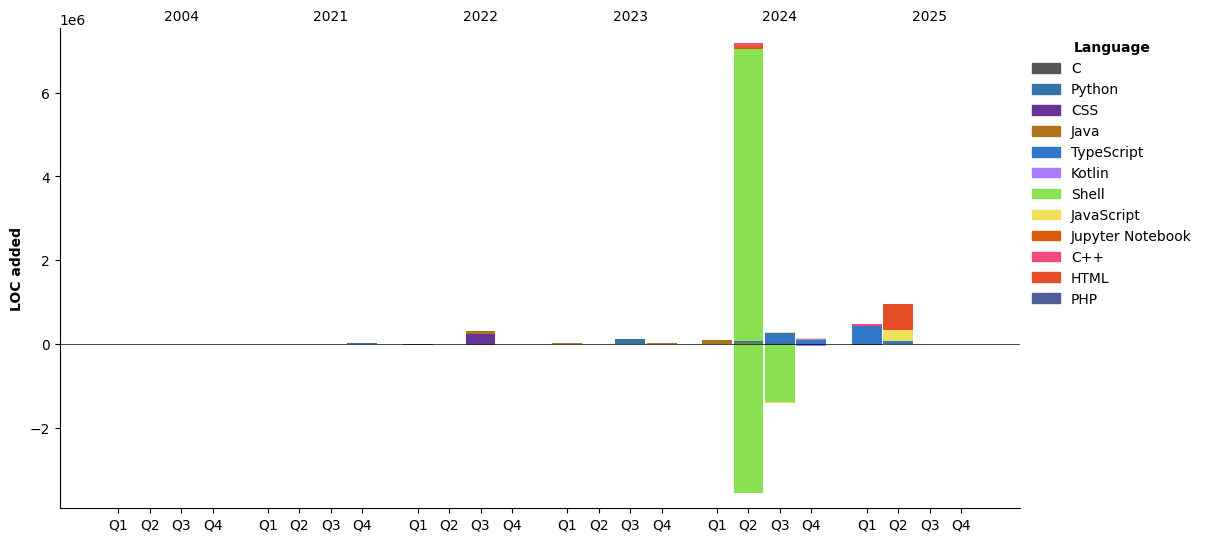 1e6
2004 2021 2022 2023 2024 2025
LOC added
6
4
2
0
−2
Q1 Q2 Q3 Q4 Q1 Q2 Q3 Q4 Q1 Q2 Q3 Q4 Q1 Q2 Q3 Q4 Q1 Q2 Q3 Q4 Q1 Q2 Q3 Q4
Language
C
Python
CSS
Java
TypeScript
Kotlin
Shell
JavaScript
Jupyter Notebook
C++
HTML
PHP